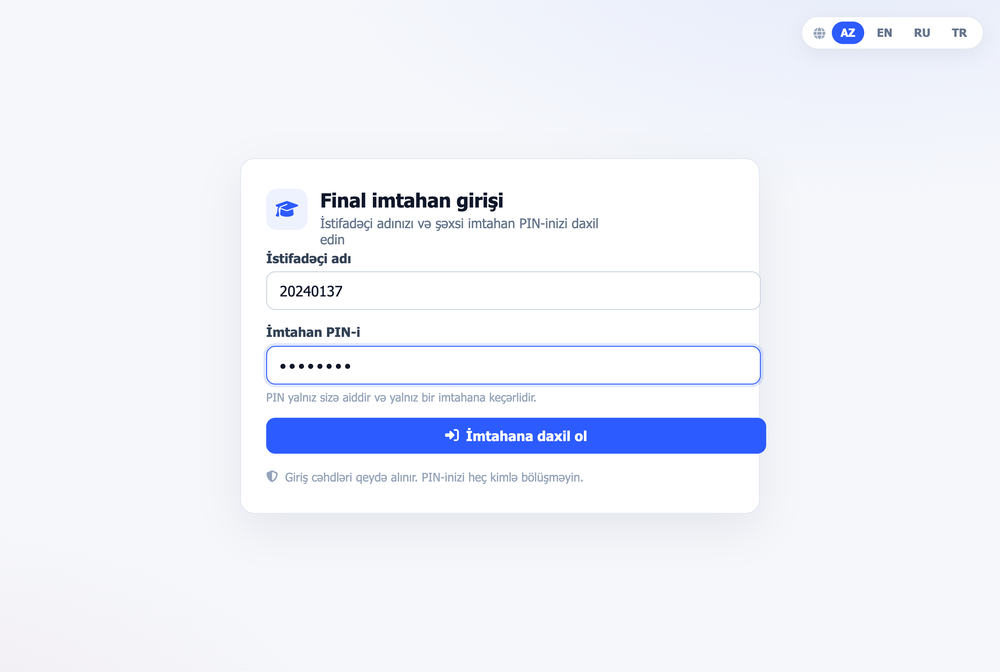 AZ EN RU TR
Final imtahan girişi
İstifadəçi adınızı və şəxsi imtahan PIN-inizi daxil
edin
İstifadəçi adı
20240137
İmtahan PIN-i
••••••••
PIN yalnız sizə aiddir və yalnız bir imtahana keçərlidir.
İmtahana daxil ol
Giriş cəhdləri qeydə alınır. PIN-inizi heç kimlə bölüşməyin.